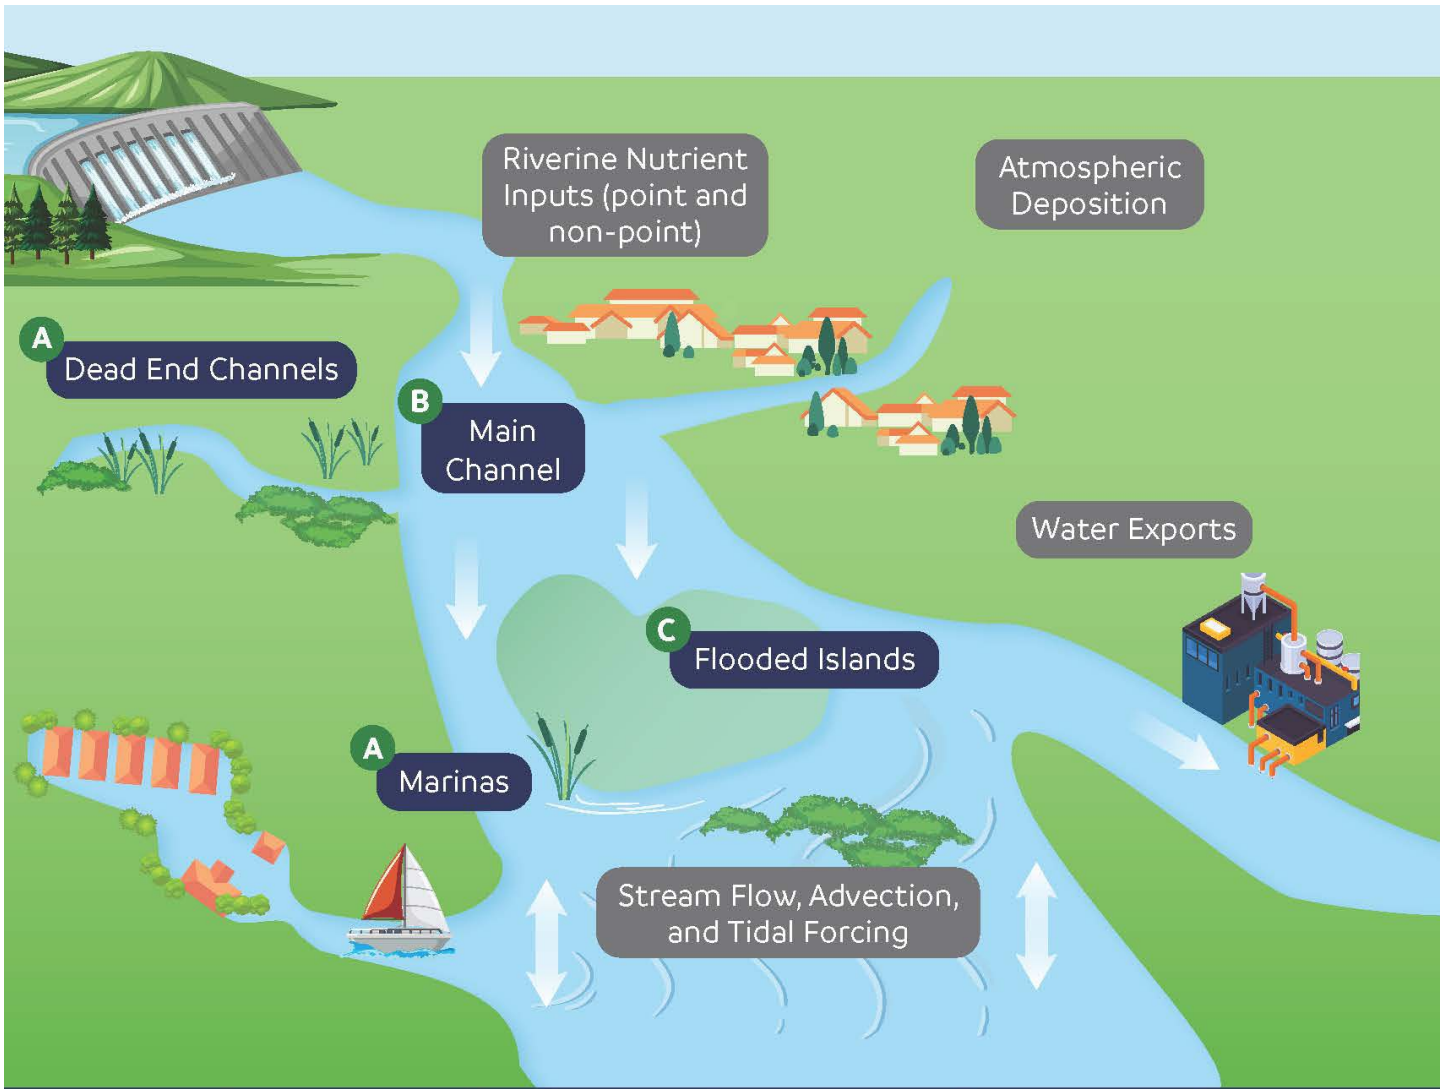 Riverine Nutrient
Inputs (point and
non-point)
Atmospheric
Deposition
A
Dead End Channels
B
Main
Channel
Water Exports
C
Flooded Islands
A
Marinas
Stream Flow, Advection,
and Tidal Forcing